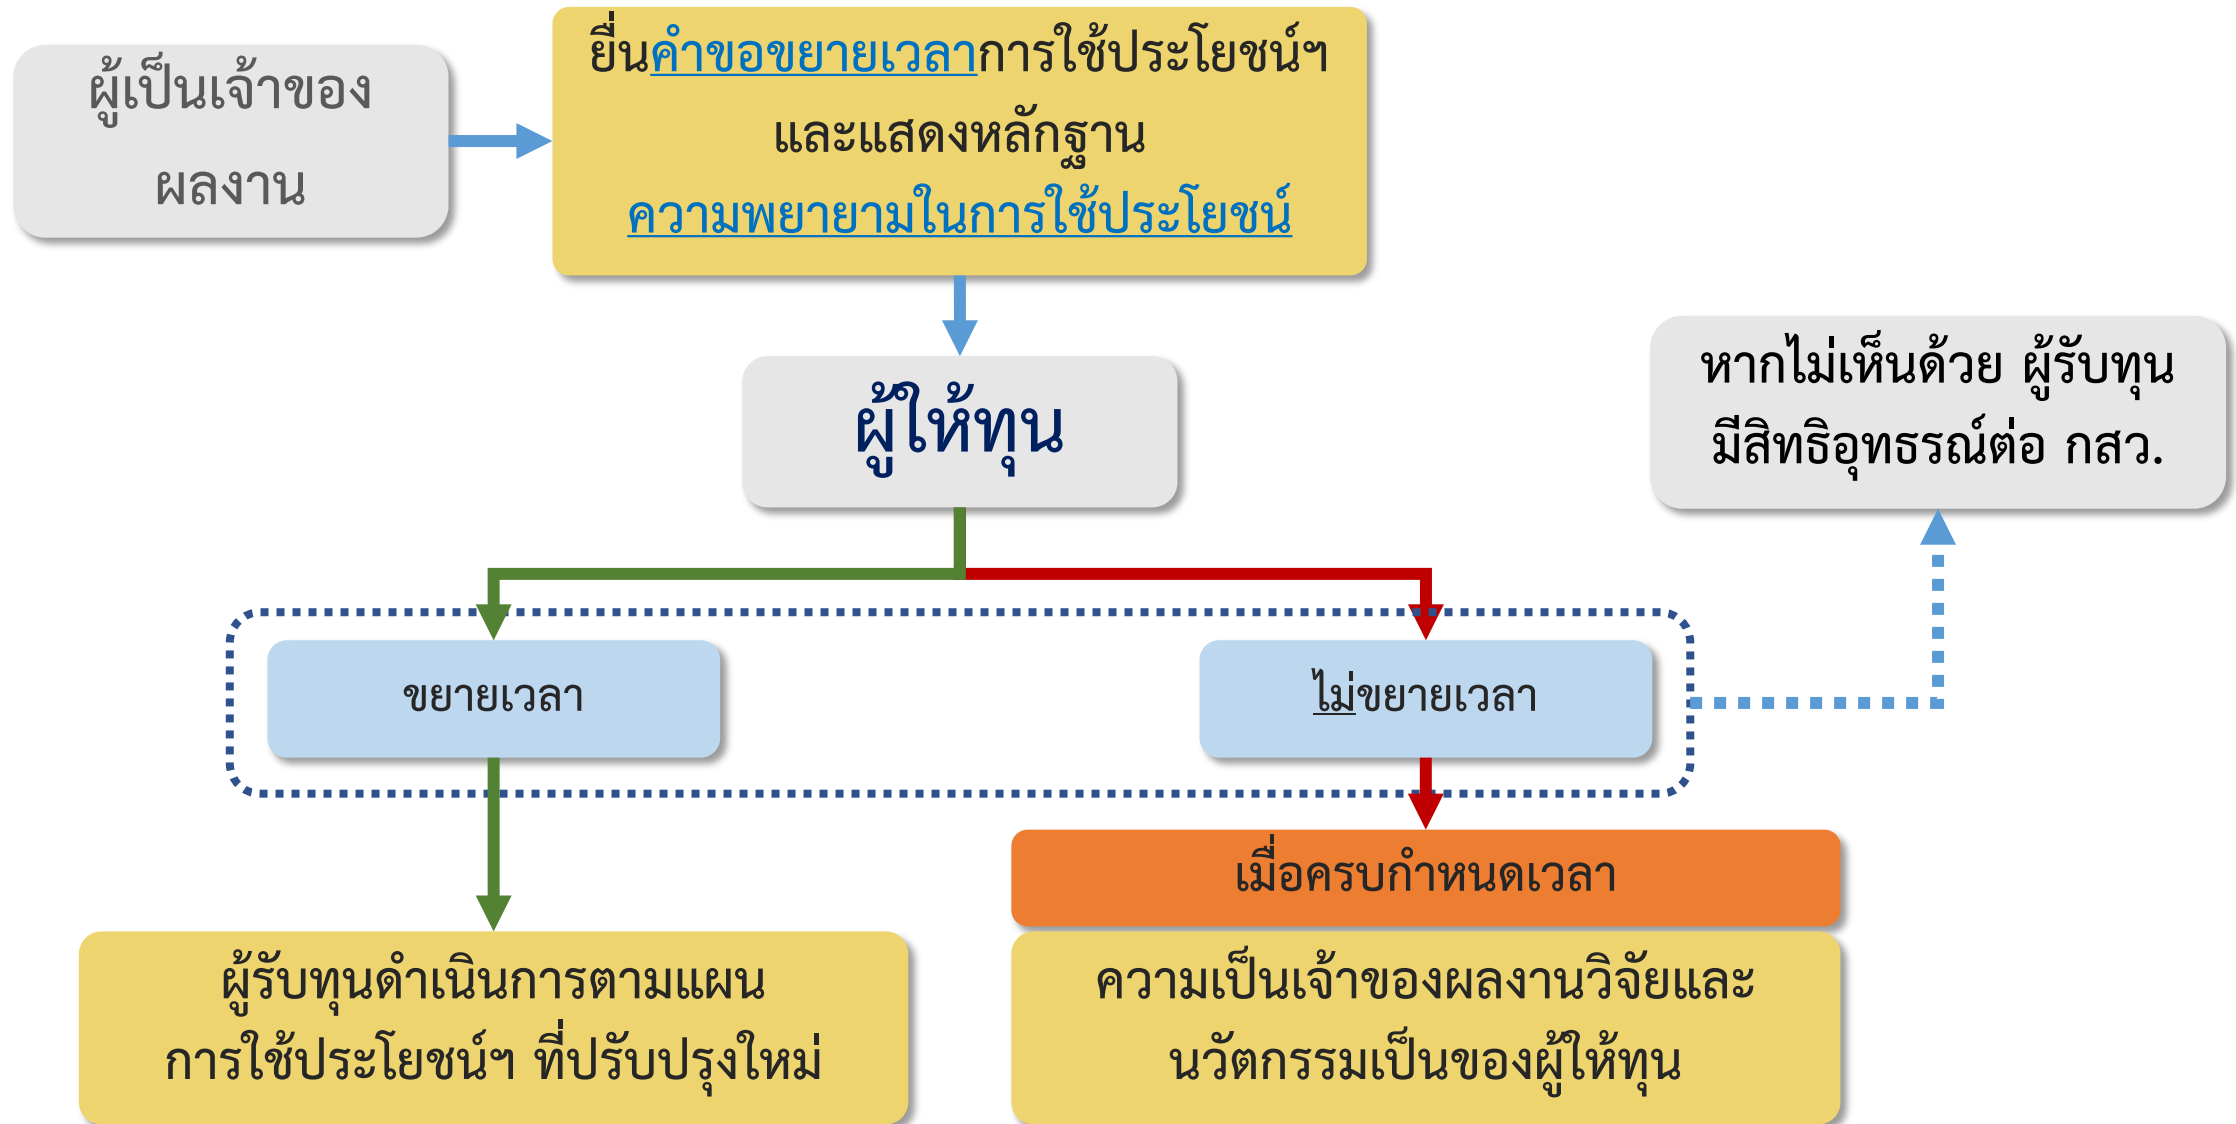 ผู้เป็นเจ้าของ
ผลงาน
ยื่นคำขอขยายเวลาการใช้ประโยชน์ฯ
และแสดงหลักฐาน
ความพยายามในการใช้ประโยชน์
ผู้ให้ทุน
หากไม่เห็นด้วย ผู้รับทุน
มีสิทธิอุทธรณ์ต่อ กสว.
ขยายเวลา
ไม่ขยายเวลา
เมื่อครบกำหนดเวลา
ผู้รับทุนดำเนินการตามแผน
การใช้ประโยชน์ฯ ที่ปรับปรุงใหม่
ความเป็นเจ้าของผลงานวิจัยและ
นวัตกรรมเป็นของผู้ให้ทุน